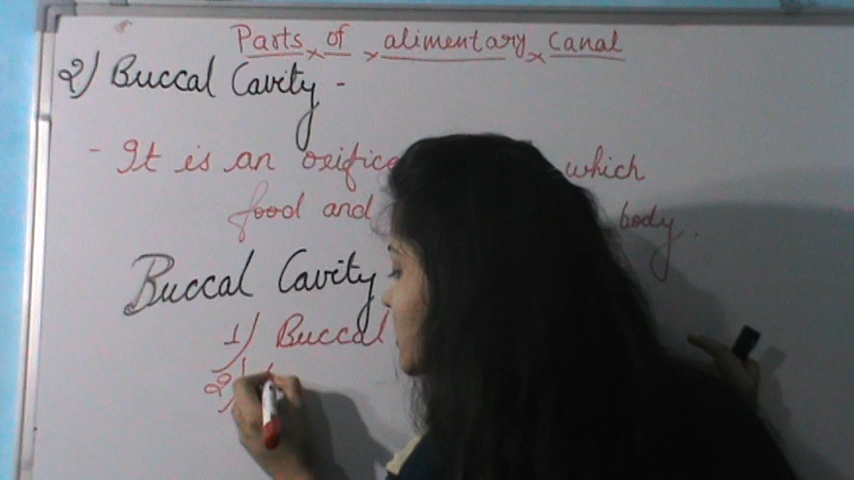 Parts of alimentary Canal
2) Buccal Cavity -
- It is an orifice which
food and body.
Buccal Cavity
1) Buccal
2)